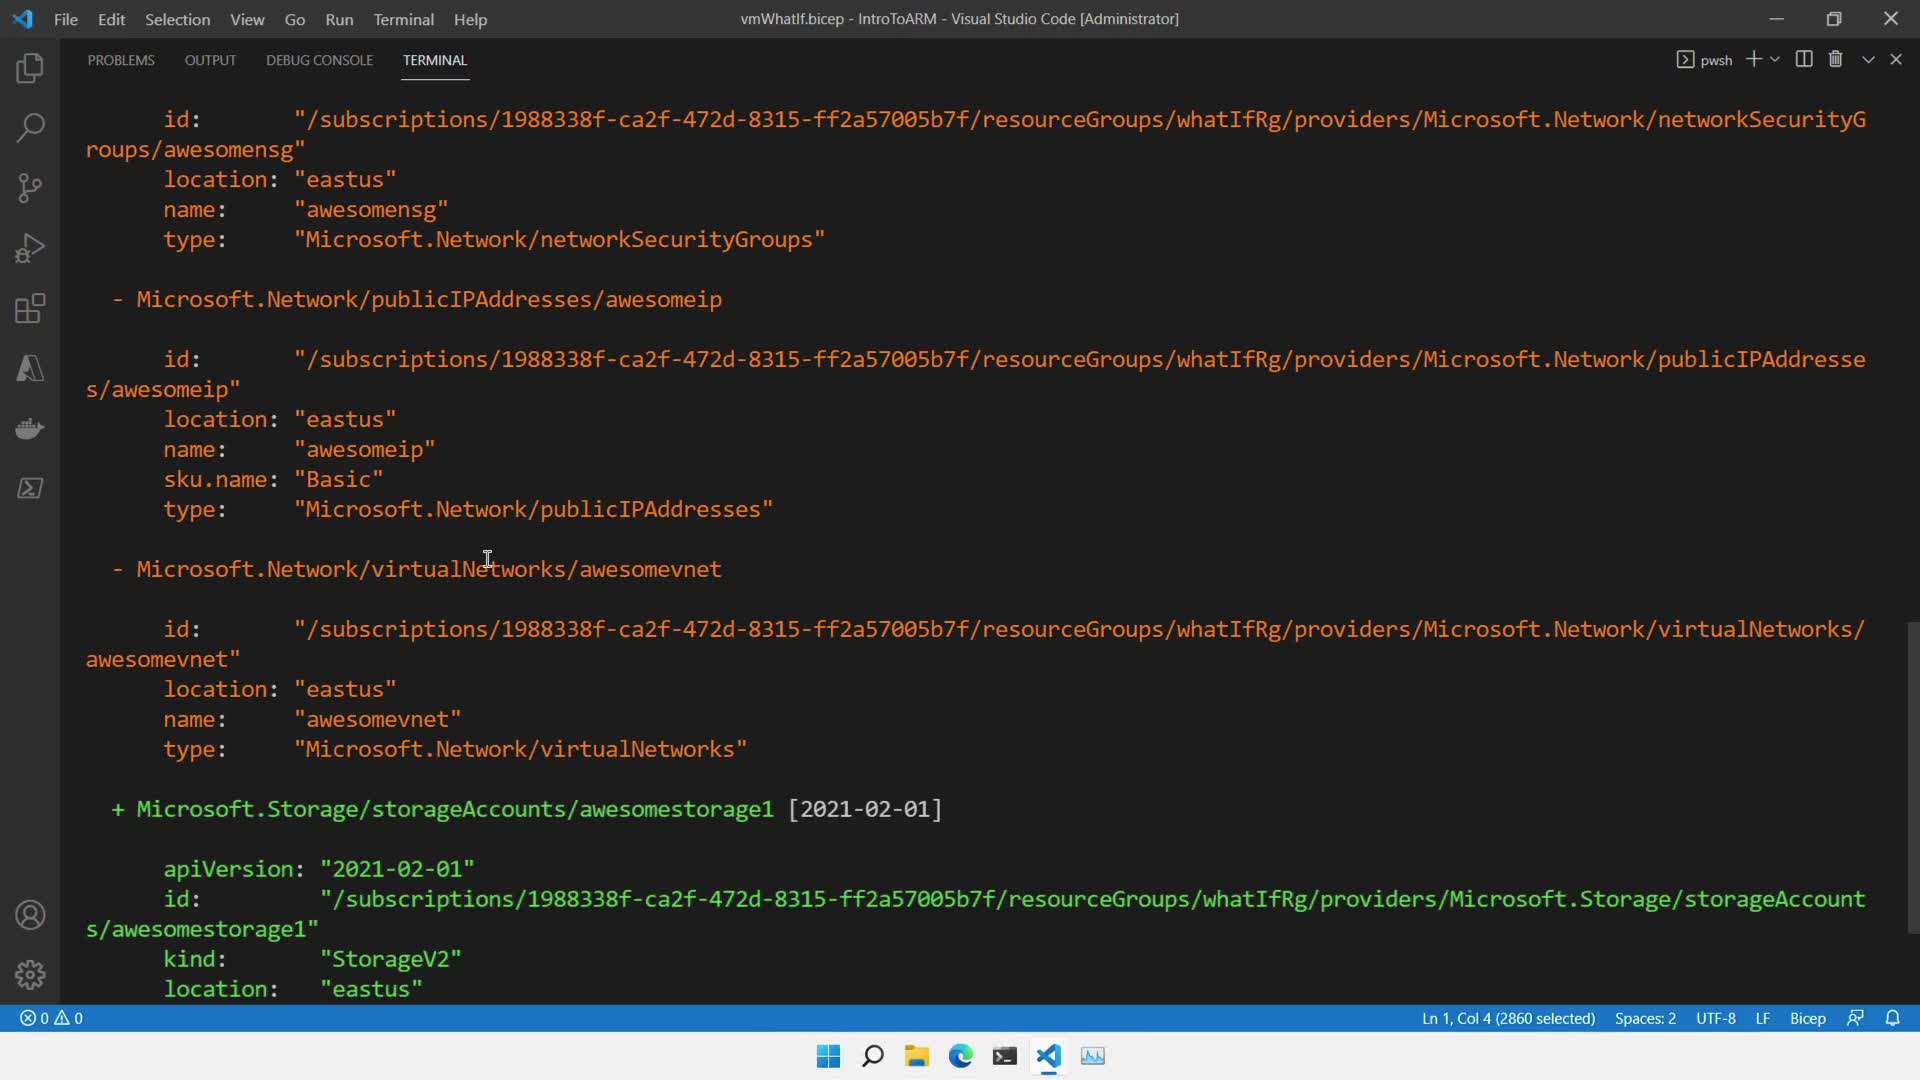 File Edit Selection View Go Run Terminal Help
vmWhatIf.bicep - IntroToARM - Visual Studio Code [Administrator]
PROBLEMS OUTPUT DEBUG CONSOLE TERMINAL
pwsh
id: "/subscriptions/1988338f-ca2f-472d-8315-ff2a57005b7f/resourceGroups/whatIfRg/providers/Microsoft.Network/networkSecurityG
roups/awesomensg"
location: "eastus"
name: "awesomensg"
type: "Microsoft.Network/networkSecurityGroups"
- Microsoft.Network/publicIPAddresses/awesomeip
id: "/subscriptions/1988338f-ca2f-472d-8315-ff2a57005b7f/resourceGroups/whatIfRg/providers/Microsoft.Network/publicIPAddresse
s/awesomeip"
location: "eastus"
name: "awesomeip"
sku.name: "Basic"
type: "Microsoft.Network/publicIPAddresses"
- Microsoft.Network/virtualNetworks/awesomevnet
id: "/subscriptions/1988338f-ca2f-472d-8315-ff2a57005b7f/resourceGroups/whatIfRg/providers/Microsoft.Network/virtualNetworks/
awesomevnet"
location: "eastus"
name: "awesomevnet"
type: "Microsoft.Network/virtualNetworks"
+ Microsoft.Storage/storageAccounts/awesomestorage1 [2021-02-01]
apiVersion: "2021-02-01"
id: "/subscriptions/1988338f-ca2f-472d-8315-ff2a57005b7f/resourceGroups/whatIfRg/providers/Microsoft.Storage/storageAccount
s/awesomestorage1"
kind: "StorageV2"
location: "eastus"
0 0
Ln 1, Col 4 (2860 selected) Spaces: 2 UTF-8 LF Bicep